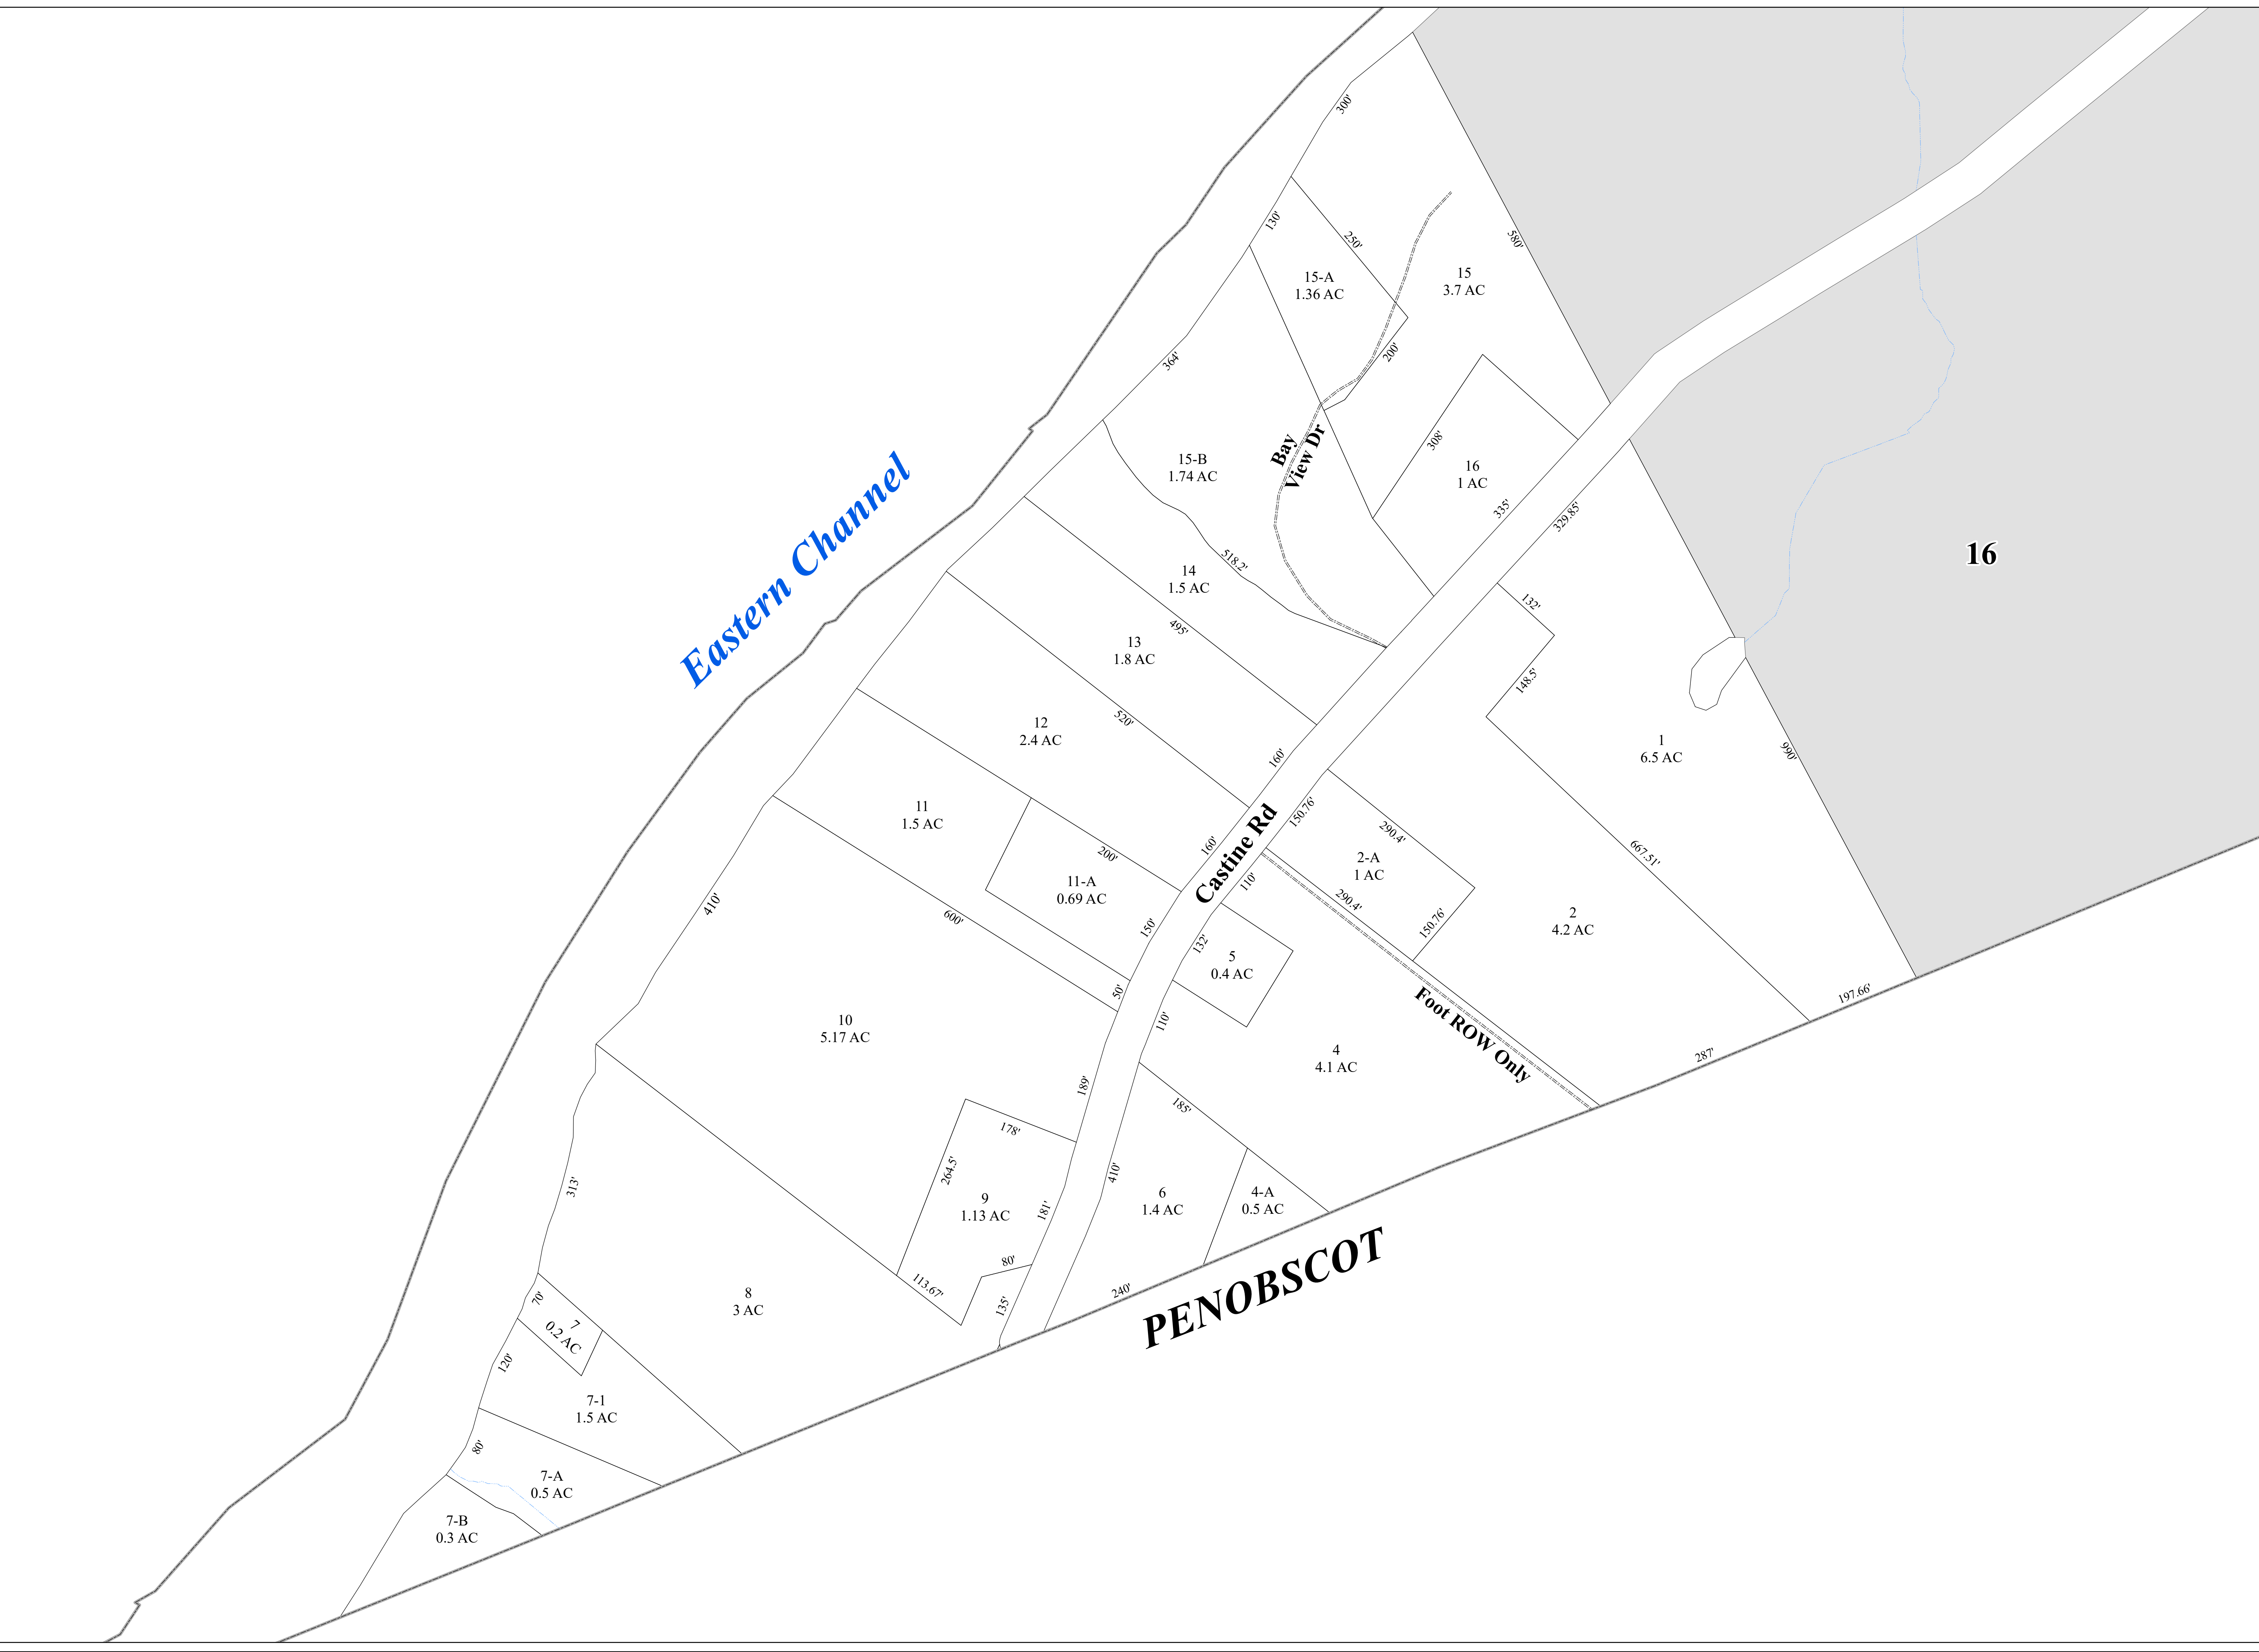 300'
130'
250'
580'
15-A
1.36 AC
15
3.7 AC
364'
200'
308'
15-B
1.74 AC
Bay
View Dr
16
1 AC
335'
329.85'
16
Eastern Channel
518.2'
14
1.5 AC
132'
495'
13
1.8 AC
148.5'
12
2.4 AC
520'
1
6.5 AC
990'
160'
11
1.5 AC
150.76'
290.4'
160'
Castine Rd
200'
2-A
1 AC
667.51'
11-A
0.69 AC
110'
290.4'
410'
600'
150'
132'
150.76'
2
4.2 AC
5
0.4 AC
50'
197.66'
10
5.17 AC
110'
Foot ROW Only
4
4.1 AC
287'
189'
185'
178'
264.5'
410'
313'
9
1.13 AC
181'
6
1.4 AC
4-A
0.5 AC
80'
113.67'
PENOBSCOT
240'
70'
8
3 AC
135'
7
0.2 AC
120'
7-1
1.5 AC
80'
7-A
0.5 AC
7-B
0.3 AC